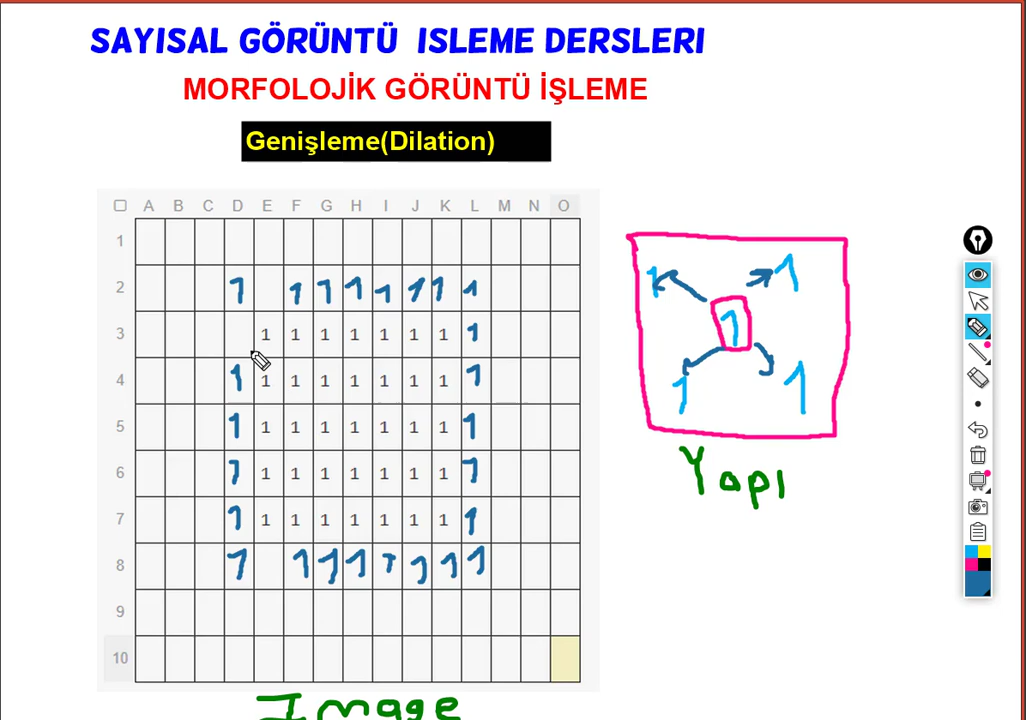 SAYISAL GÖRÜNTÜ ISLEME DERSLERI
MORFOLOJİK GÖRÜNTÜ İŞLEME
Genişleme(Dilation)
A B C D E F G H I J K L M N O
1
2 1 1 1 1 1 1 1 1
3 1 1 1 1 1 1 1 1
4 1 1 1 1 1 1 1 1 1
5 1 1 1 1 1 1 1 1 1
6 1 1 1 1 1 1 1 1 1
7 1 1 1 1 1 1 1 1 1
8 1 1 1 1 1 1 1 1
9
10
1 1
1
1 1
Yapı
Image